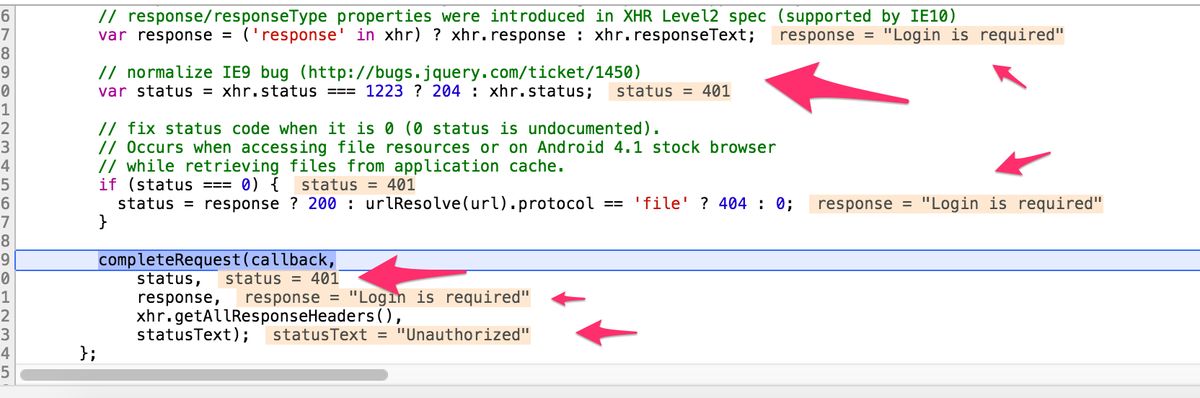 6 // response/responseType properties were introduced in XHR Level2 spec (supported by IE10)
7 var response = ('response' in xhr) ? xhr.response : xhr.responseText; response = "Login is required"
8
9 // normalize IE9 bug (http://bugs.jquery.com/ticket/1450)
0 var status = xhr.status === 1223 ? 204 : xhr.status; status = 401
1
2 // fix status code when it is 0 (0 status is undocumented).
3 // Occurs when accessing file resources or on Android 4.1 stock browser
4 // while retrieving files from application cache.
5 if (status === 0) { status = 401
6 status = response ? 200 : urlResolve(url).protocol == 'file' ? 404 : 0; response = "Login is required"
7 }
8
9 completeRequest(callback,
0 status, status = 401
1 response, response = "Login is required"
2 xhr.getAllResponseHeaders(),
3 statusText); statusText = "Unauthorized"
4 };
5